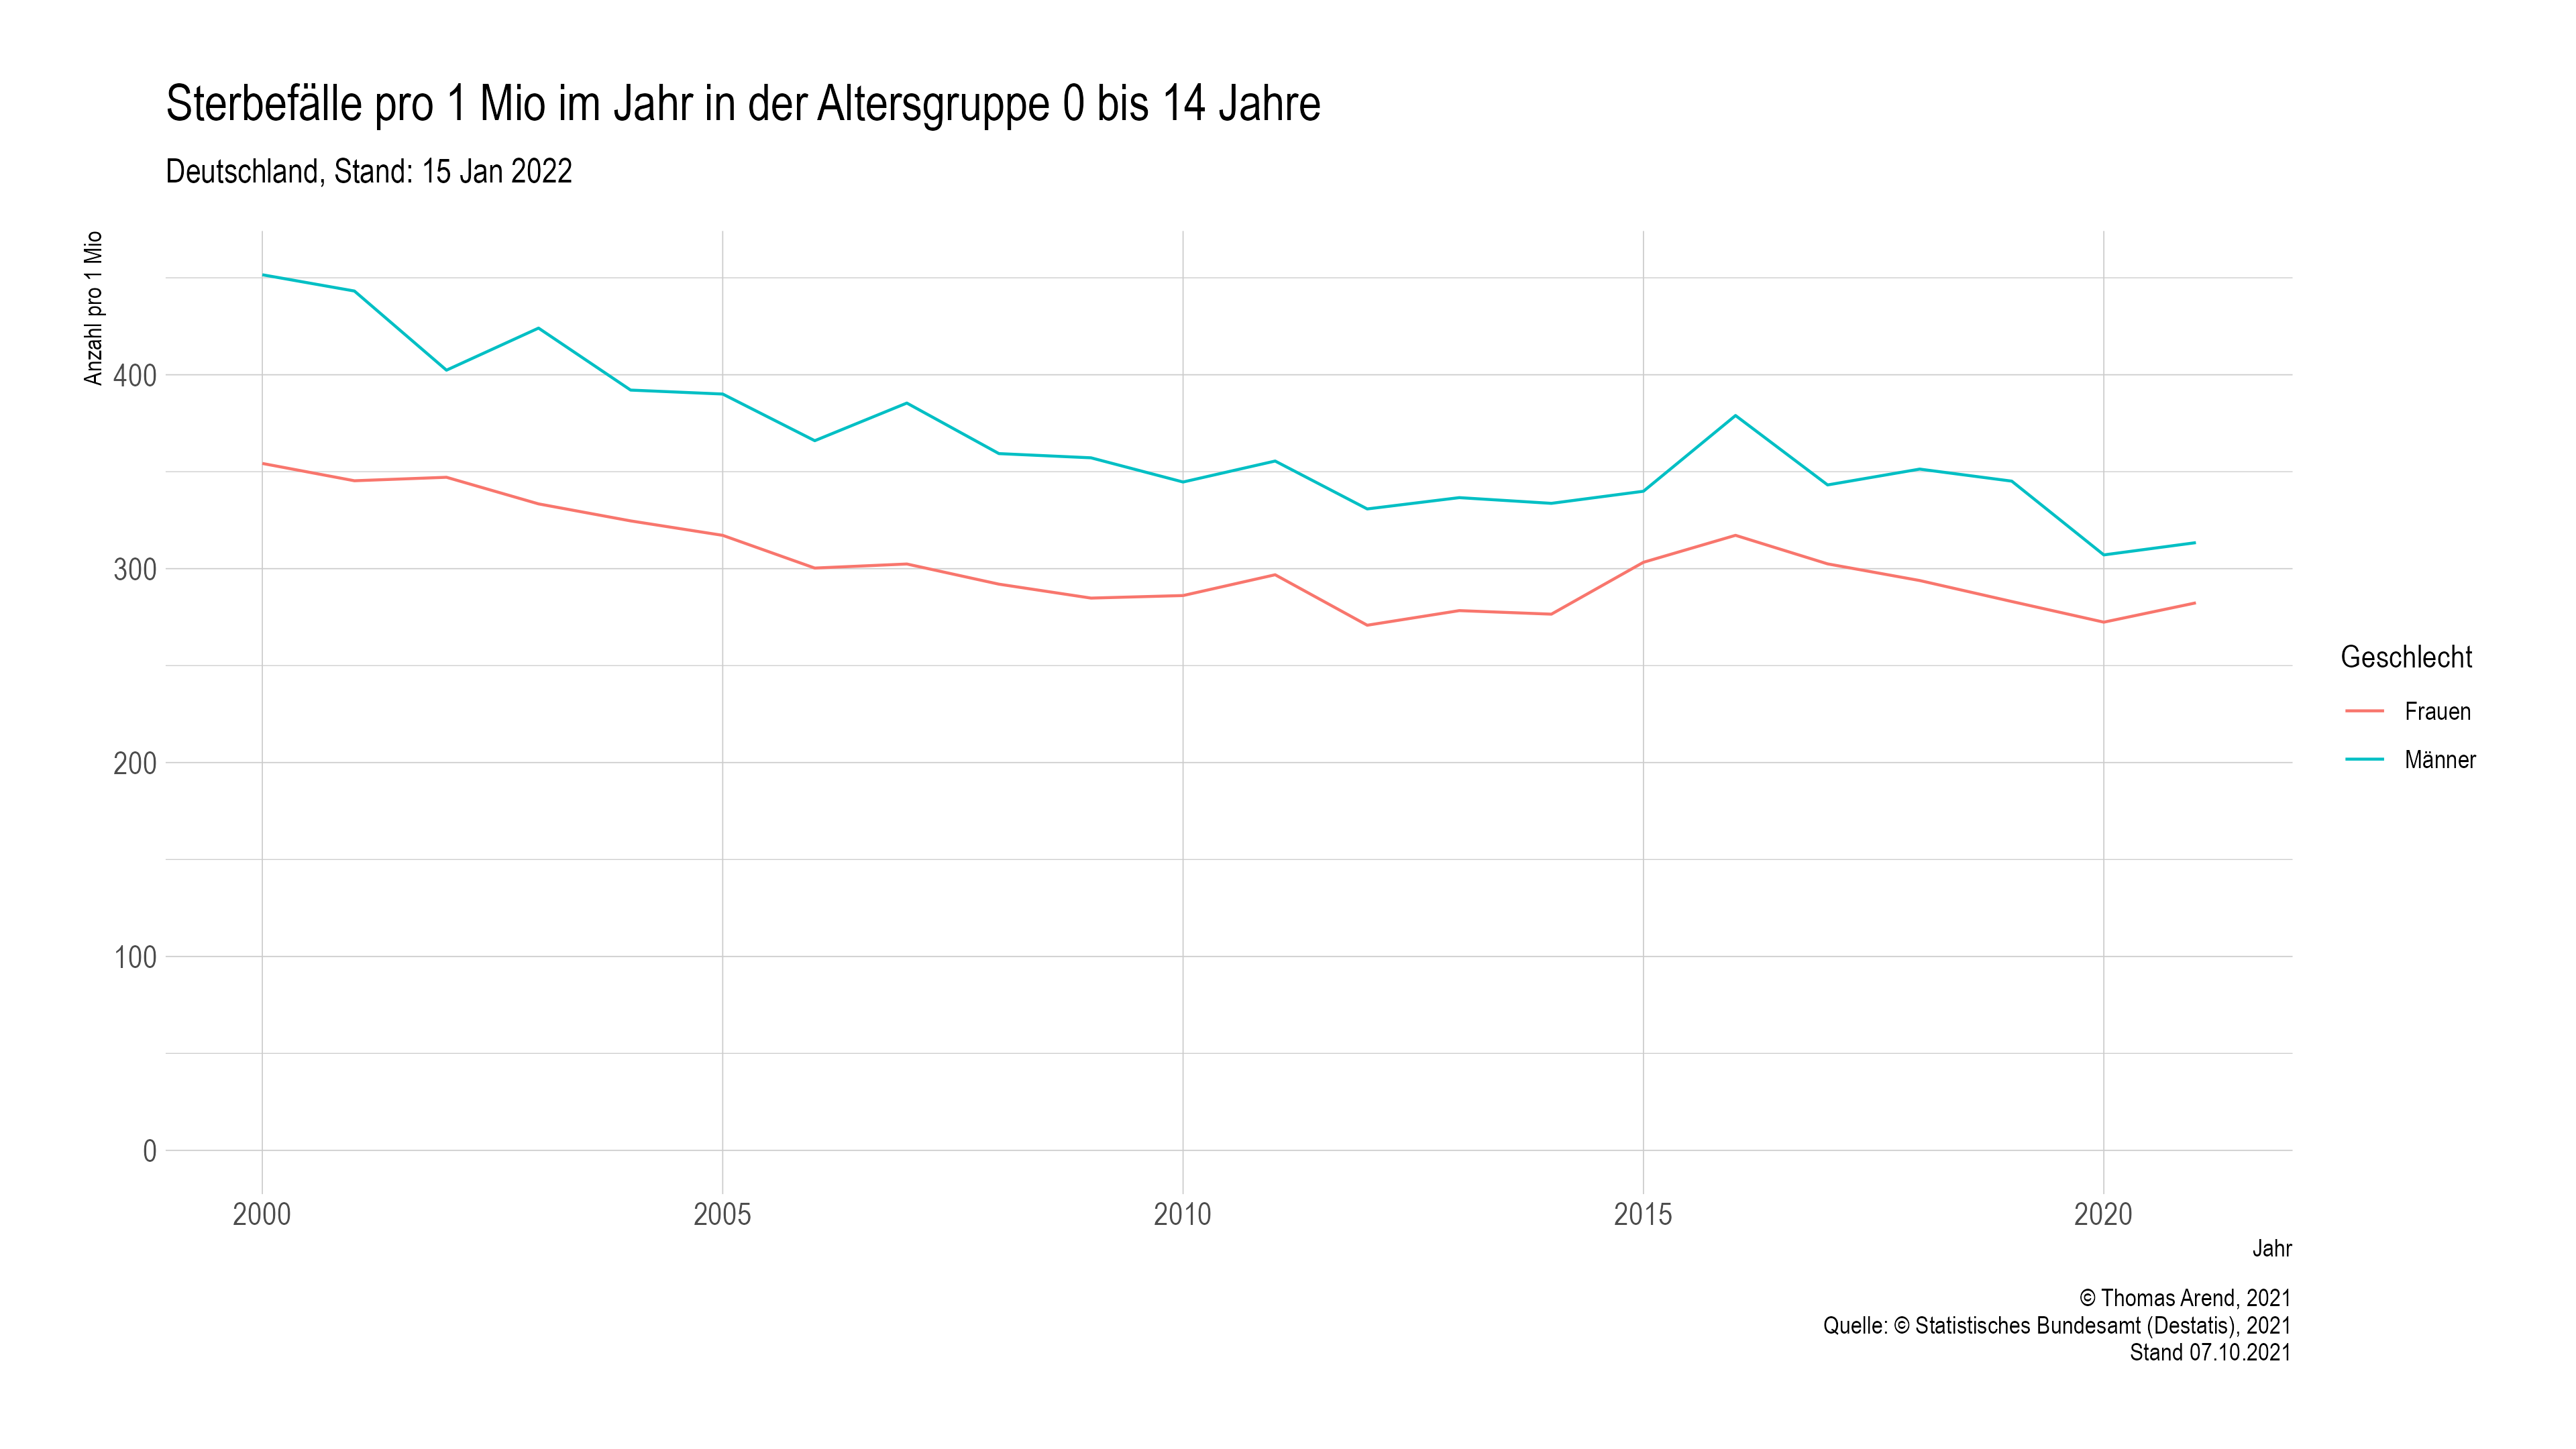 Sterbefälle pro 1 Mio im Jahr in der Altersgruppe 0 bis 14 Jahre
Deutschland, Stand: 15 Jan 2022
Anzahl pro 1 Mio
400
300
200
100
0
2000 2005 2010 2015 2020
Jahr
Geschlecht
Frauen
Männer
© Thomas Arend, 2021
Quelle: © Statistisches Bundesamt (Destatis), 2021
Stand 07.10.2021